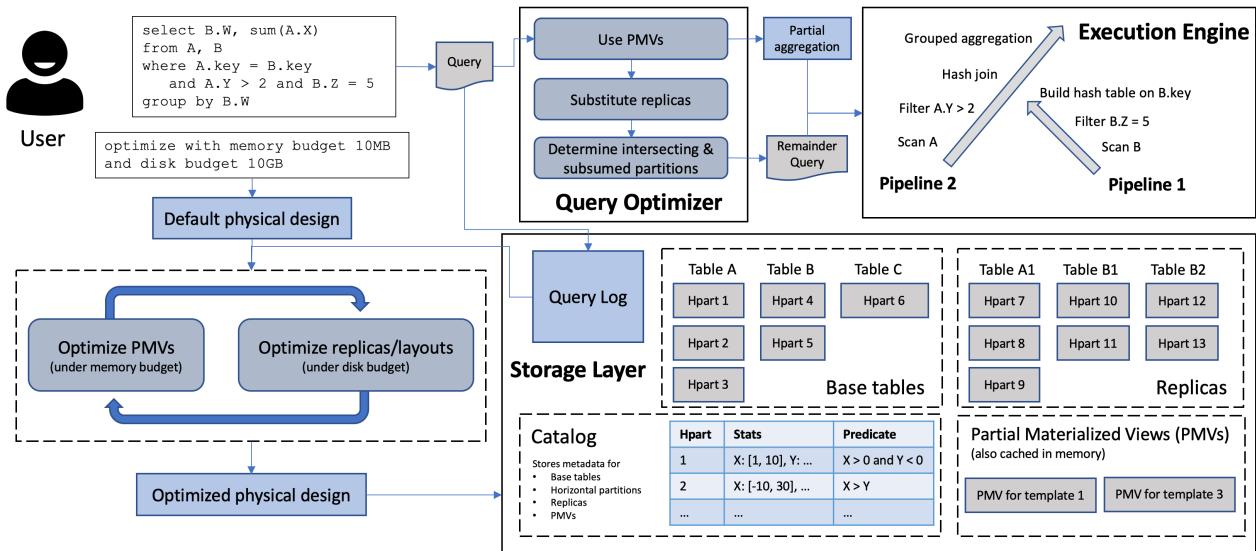 select B.W, sum(A.X)
from A, B
where A.key = B.key
and A.Y > 2 and B.Z = 5
group by B.W
User
optimize with memory budget 10MB
and disk budget 10GB
Query
Default physical design
Optimize PMVs
(under memory budget)
Optimize replicas/layouts
(under disk budget)
Optimized physical design
Use PMVs
Substitute replicas
Determine intersecting &
subsumed partitions
Query Optimizer
Partial
aggregation
Remainder
Query
Execution Engine
Grouped aggregation
Hash join
Filter A.Y > 2
Scan A
Pipeline 2
Build hash table on B.key
Filter B.Z = 5
Scan B
Pipeline 1
Query Log
Storage Layer
Table A
Table B
Table C
Hpart 1
Hpart 4
Hpart 6
Hpart 2
Hpart 5
Hpart 3
Base tables
Table A1
Table B1
Table B2
Hpart 7
Hpart 10
Hpart 12
Hpart 8
Hpart 11
Hpart 13
Hpart 9
Replicas
Catalog
Stores metadata for
• Base tables
• Horizontal partitions
• Replicas
• PMVs
Hpart Stats Predicate
1 X: [1, 10], Y: ... X > 0 and Y < 0
2 X: [-10, 30], ... X > Y
... ... ...
Partial Materialized Views (PMVs)
(also cached in memory)
PMV for template 1
PMV for template 3